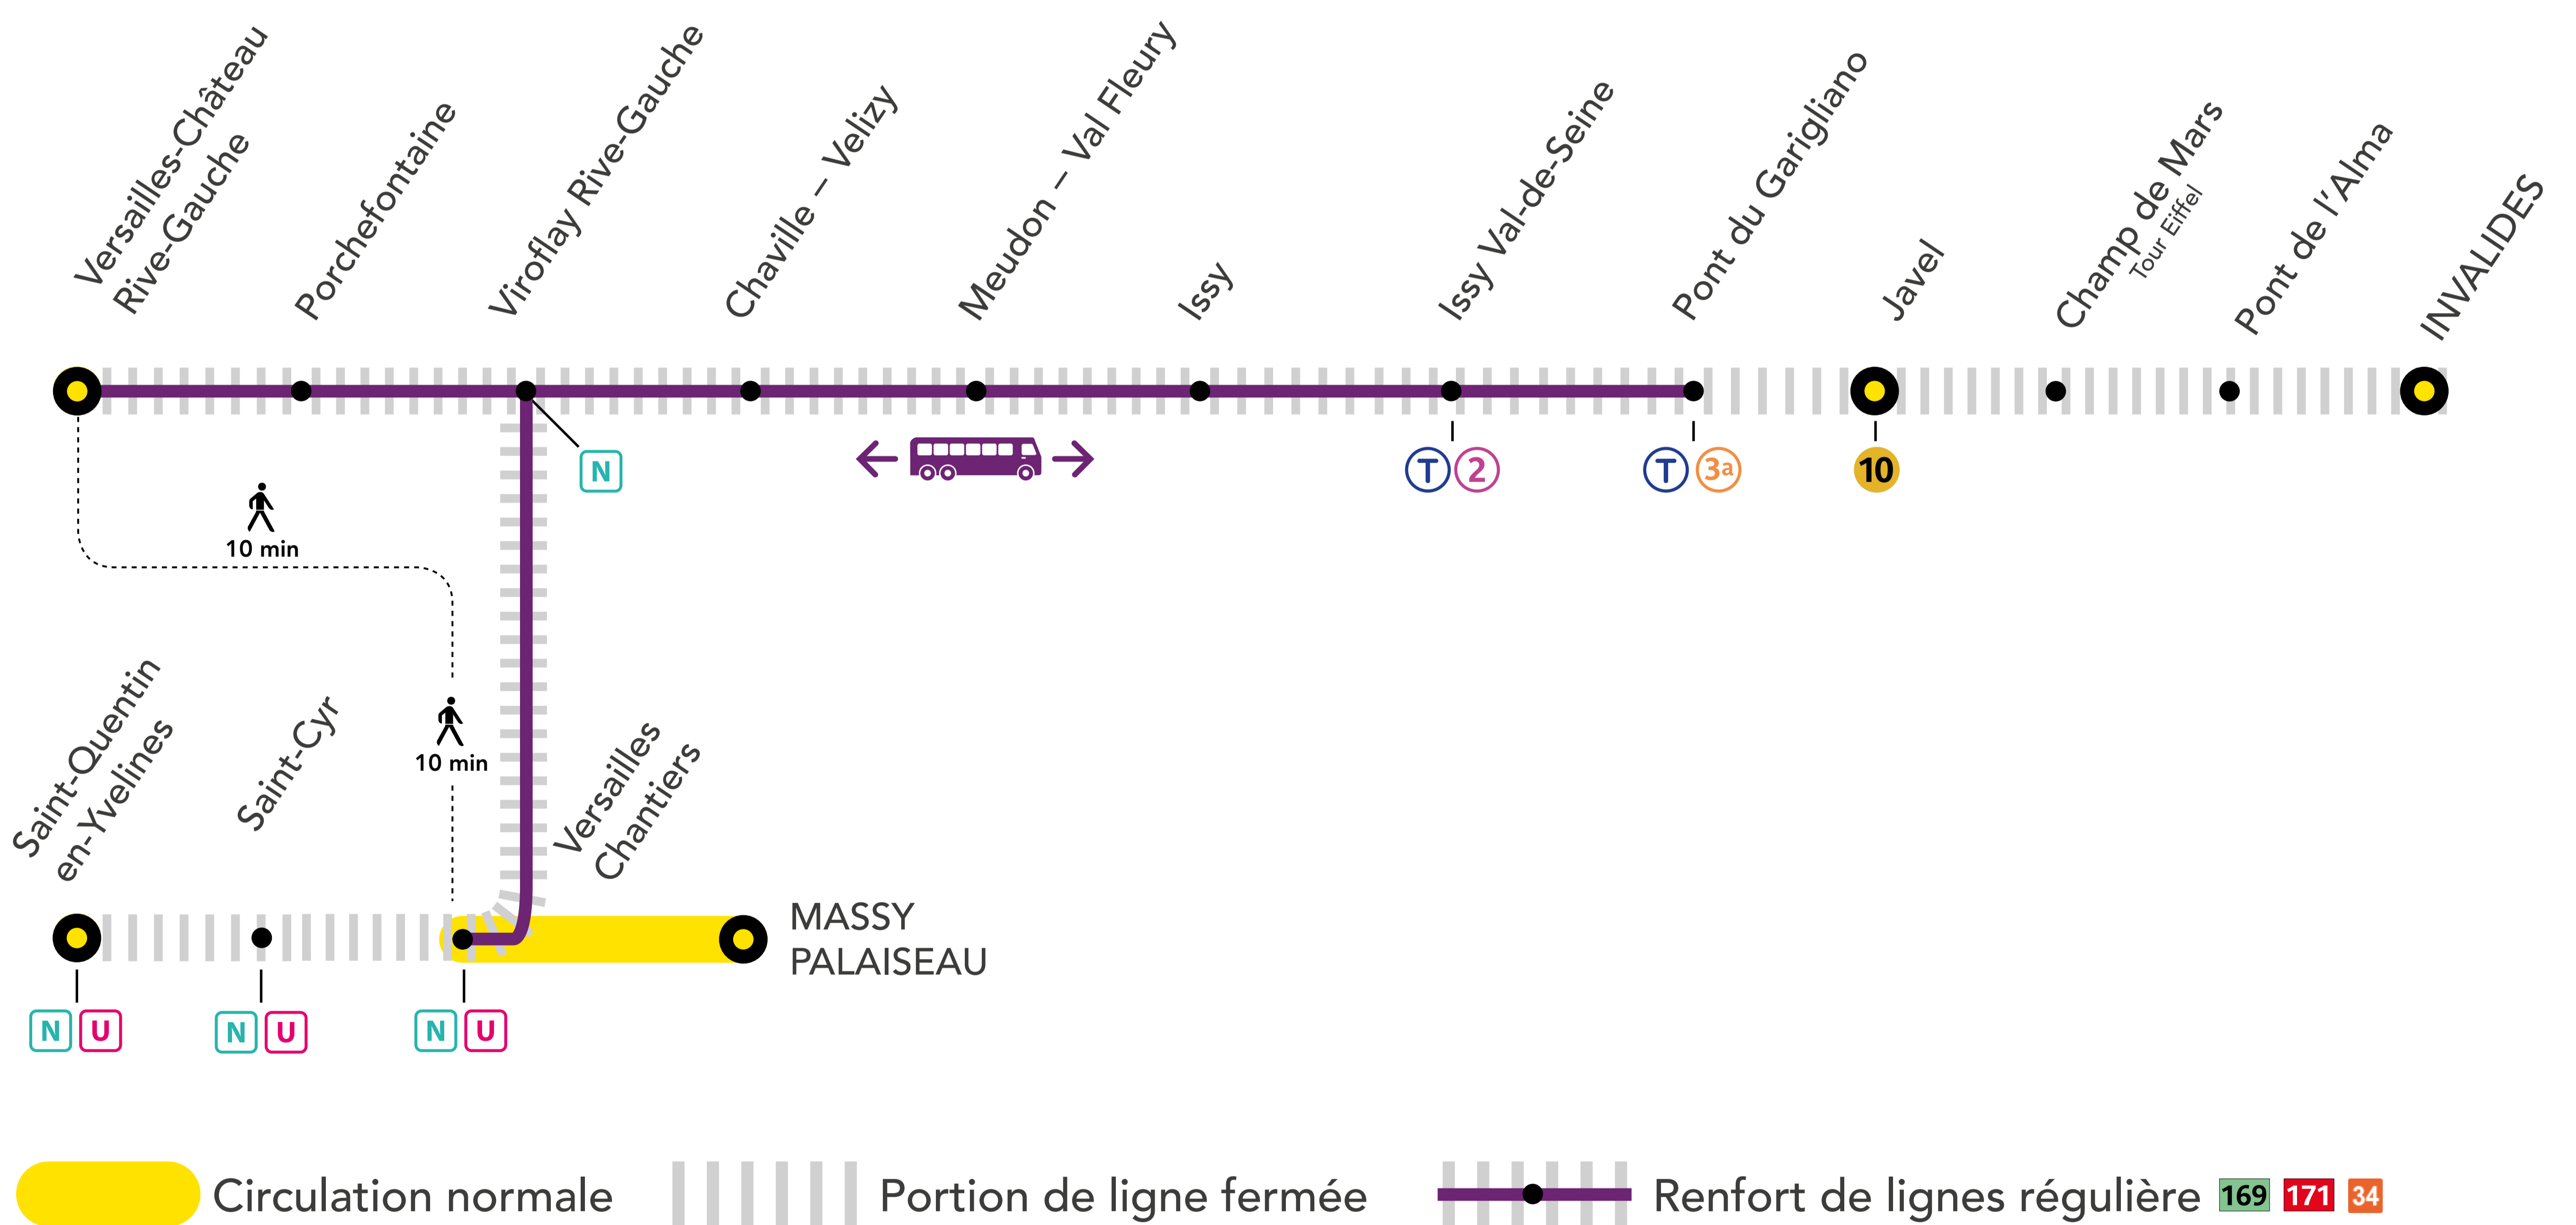 Versailles-Château
Rive-Gauche
Porchefontaine
Viroflay Rive-Gauche
Chaville – Velizy
Meudon – Val Fleury
Issy
Issy Val-de-Seine
Pont du Garigliano
Javel
Champ de Mars
Tour Eiffel
Pont de l'Alma
INVALIDES
N
T 2
T 3a
10
10 min
10 min
Saint-Quentin
en-Yvelines
Saint-Cyr
Versailles
Chantiers
MASSY
PALAISEAU
N U
N U
N U
Circulation normale
Portion de ligne fermée
Renfort de lignes régulière 169 171 34